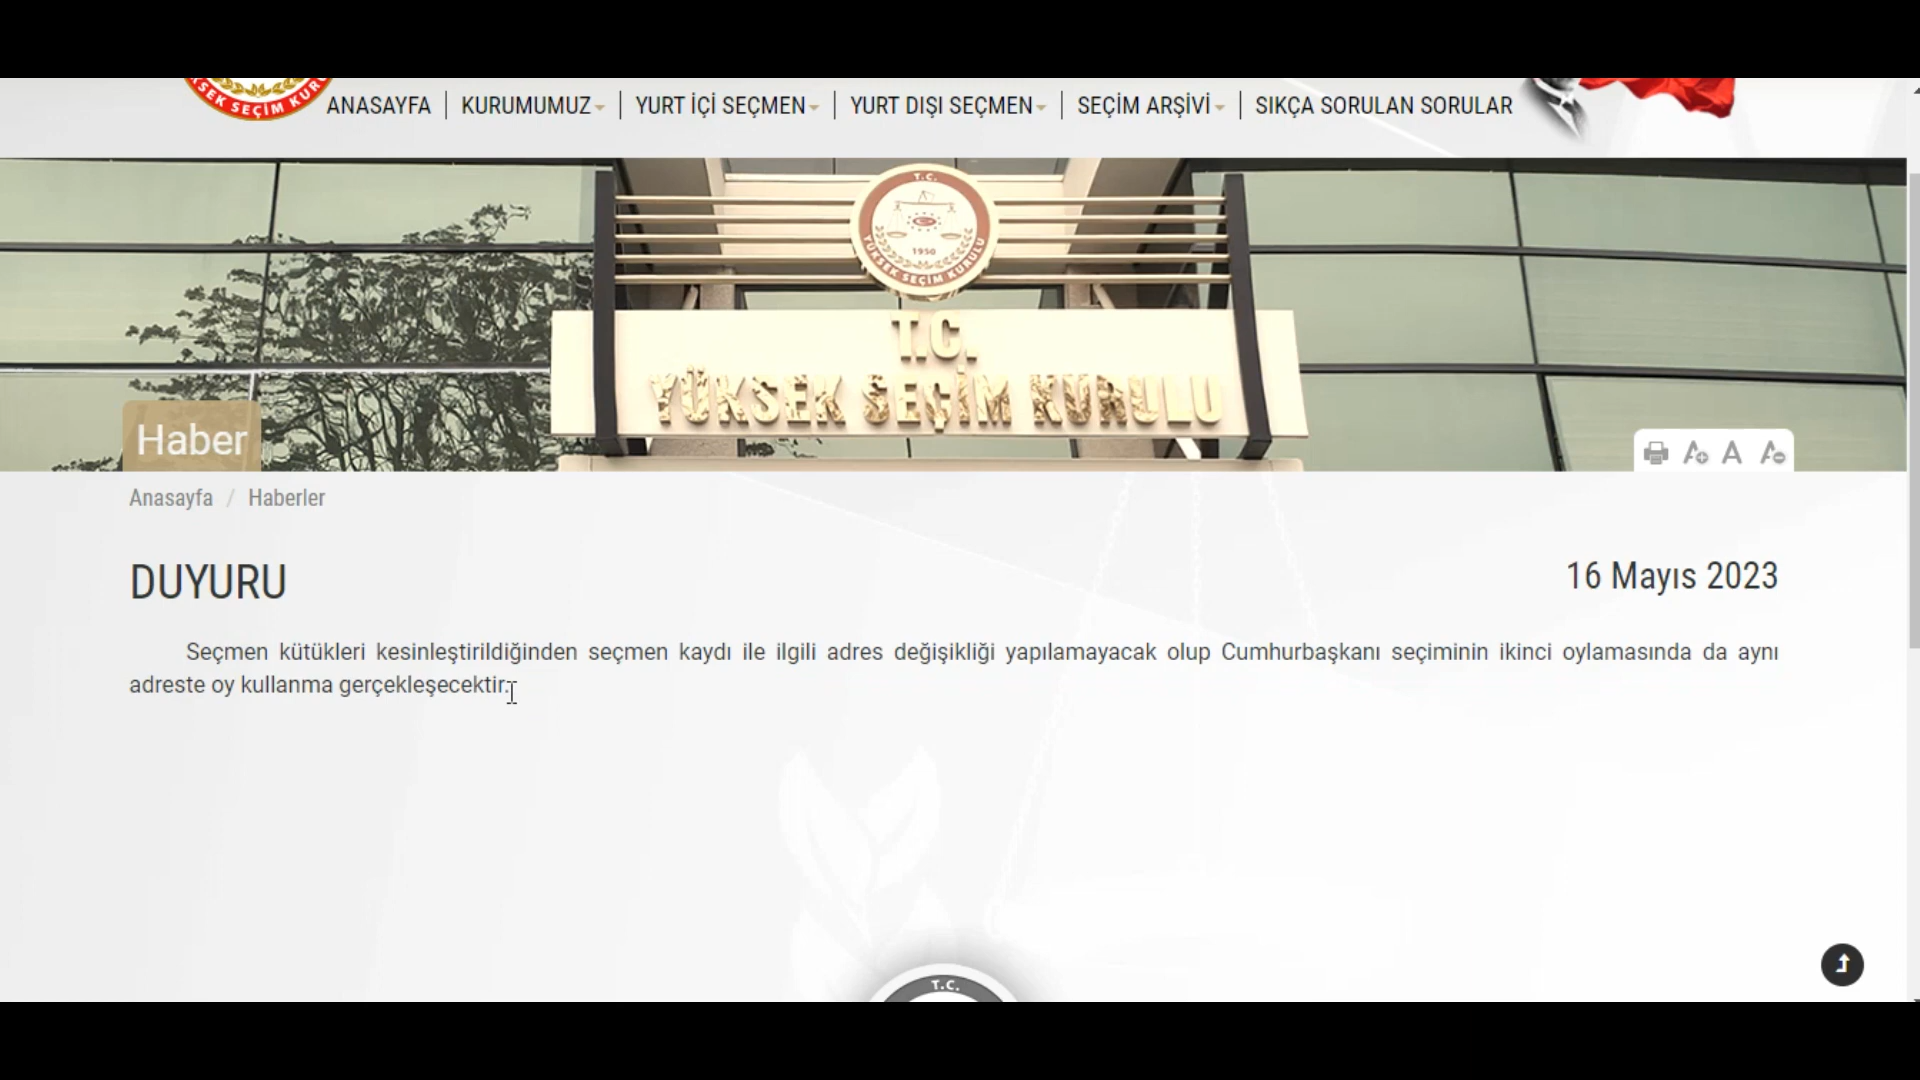 SEK SEÇİM KUR
ANASAYFA
KURUMUMUZ
YURT İÇİ SEÇMEN
YURT DIŞI SEÇMEN
SEÇİM ARŞİVİ
SIKÇA SORULAN SORULAR
T.C.
1950
YÜKSEK SEÇİM KURULU
T.C.
YÜKSEK SEÇİM KURULU
Haber
Anasayfa / Haberler
DUYURU
16 Mayıs 2023
Seçmen kütükleri kesinleştirildiğinden seçmen kaydı ile ilgili adres değişikliği yapılamayacak olup Cumhurbaşkanı seçiminin ikinci oylamasında da aynı
adreste oy kullanma gerçekleşecektir.
T.C.